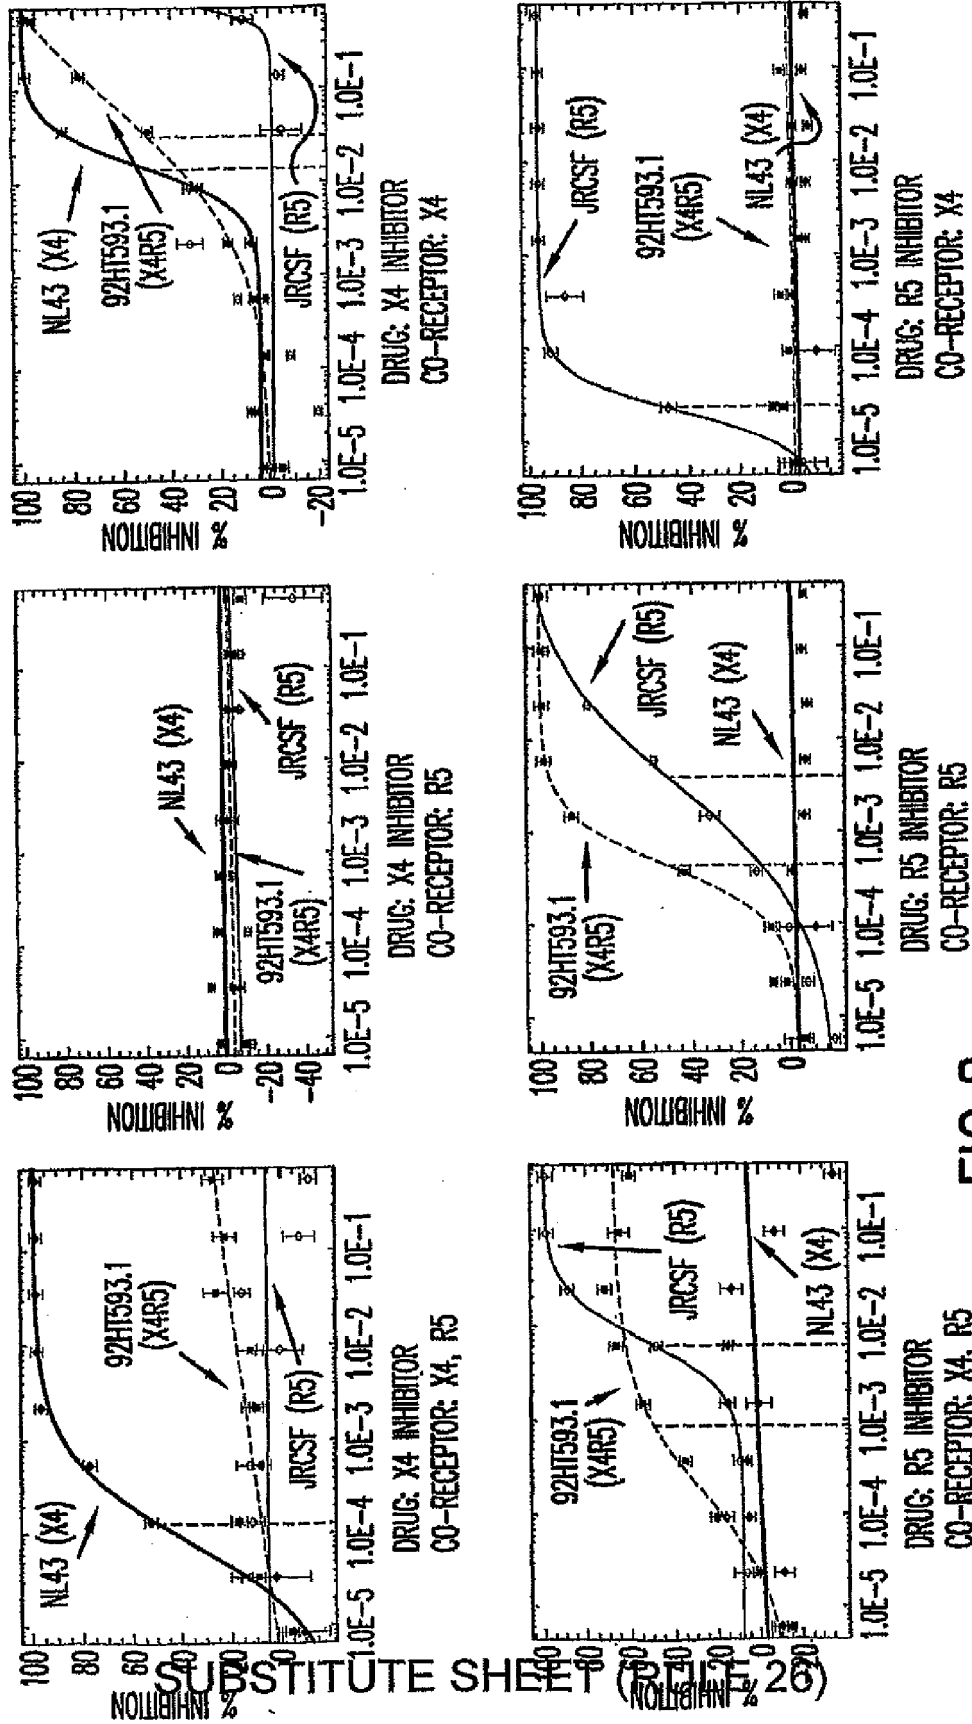 SUBSTITUTE SHEET (RULE 26)
% INHIBITION
100
80
60
40
20
0
1.0E-5 1.0E-4 1.0E-3 1.0E-2 1.0E-1
NL43 (X4)
92HT593.1
(X4R5)
JRCSF (R5)
DRUG: X4 INHIBITOR
CO-RECEPTOR: X4, R5
% INHIBITION
100
80
60
40
20
0
-20
-40
1.0E-5 1.0E-4 1.0E-3 1.0E-2 1.0E-1
NL43 (X4)
92HT593.1
(X4R5)
JRCSF (R5)
DRUG: X4 INHIBITOR
CO-RECEPTOR: R5
% INHIBITION
100
80
60
40
20
0
-20
1.0E-5 1.0E-4 1.0E-3 1.0E-2 1.0E-1
NL43 (X4)
92HT593.1
(X4R5)
JRCSF (R5)
DRUG: X4 INHIBITOR
CO-RECEPTOR: X4
% INHIBITION
100
80
60
40
20
0
-20
1.0E-5 1.0E-4 1.0E-3 1.0E-2 1.0E-1
92HT593.1
(X4R5)
JRCSF (R5)
NL43 (X4)
DRUG: R5 INHIBITOR
CO-RECEPTOR: X4, R5
% INHIBITION
100
80
60
40
20
0
1.0E-5 1.0E-4 1.0E-3 1.0E-2 1.0E-1
92HT593.1
(X4R5)
JRCSF (R5)
NL43 (X4)
DRUG: R5 INHIBITOR
CO-RECEPTOR: R5
% INHIBITION
100
80
60
40
20
0
1.0E-5 1.0E-4 1.0E-3 1.0E-2 1.0E-1
JRCSF (R5)
92HT593.1
(X4R5)
NL43 (X4)
DRUG: R5 INHIBITOR
CO-RECEPTOR: X4